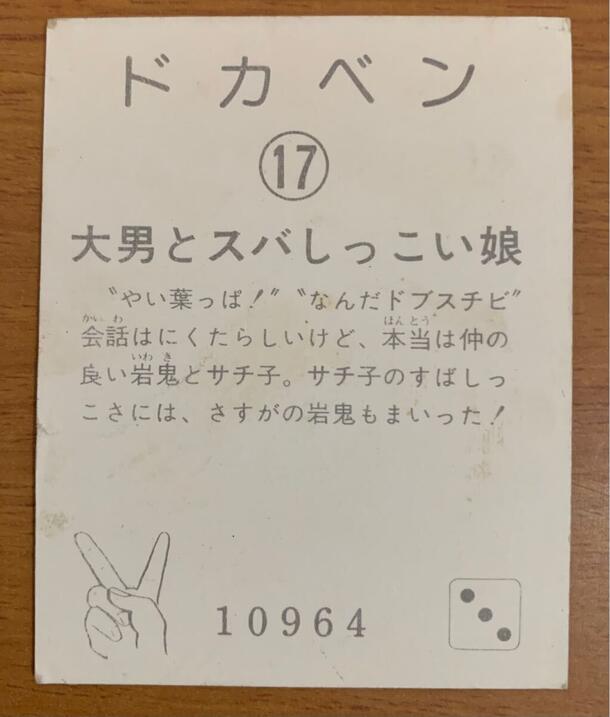 ドカベン
⑰
大男とスバしっこい娘
〝やい葉っぱ!〞〝なんだドブスチビ〞
会話はにくたらしいけど、本当は仲の
良い岩鬼とサチ子。サチ子のすばしっ
こさには、さすがの岩鬼もまいった!
10964